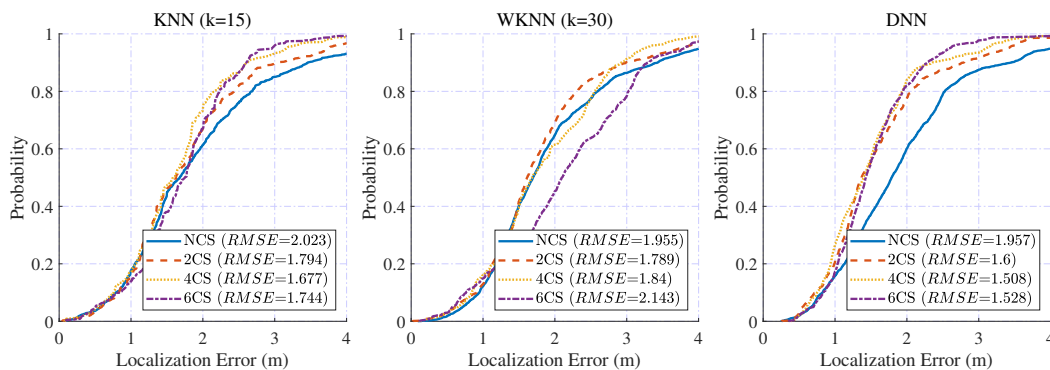 KNN (k=15)
Probability
1
0.8
0.6
0.4
0.2
0
0 1 2 3 4
Localization Error (m)
NCS (RMSE=2.023)
2CS (RMSE=1.794)
4CS (RMSE=1.677)
6CS (RMSE=1.744)
WKNN (k=30)
Probability
1
0.8
0.6
0.4
0.2
0
0 1 2 3 4
Localization Error (m)
NCS (RMSE=1.955)
2CS (RMSE=1.789)
4CS (RMSE=1.84)
6CS (RMSE=2.143)
DNN
Probability
1
0.8
0.6
0.4
0.2
0
0 1 2 3 4
Localization Error (m)
NCS (RMSE=1.957)
2CS (RMSE=1.6)
4CS (RMSE=1.508)
6CS (RMSE=1.528)